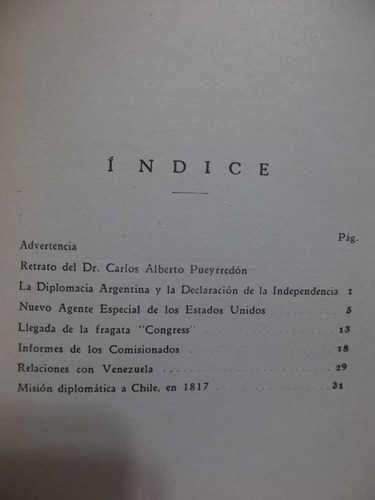 ÍNDICE
Pág.
Advertencia
Retrato del Dr. Carlos Alberto Pueyrredón
La Diplomacia Argentina y la Declaración de la Independencia 1
Nuevo Agente Especial de los Estados Unidos 5
Llegada de la fragata "Congress" 13
Informes de los Comisionados 18
Relaciones con Venezuela 29
Misión diplomática a Chile, en 1817 31